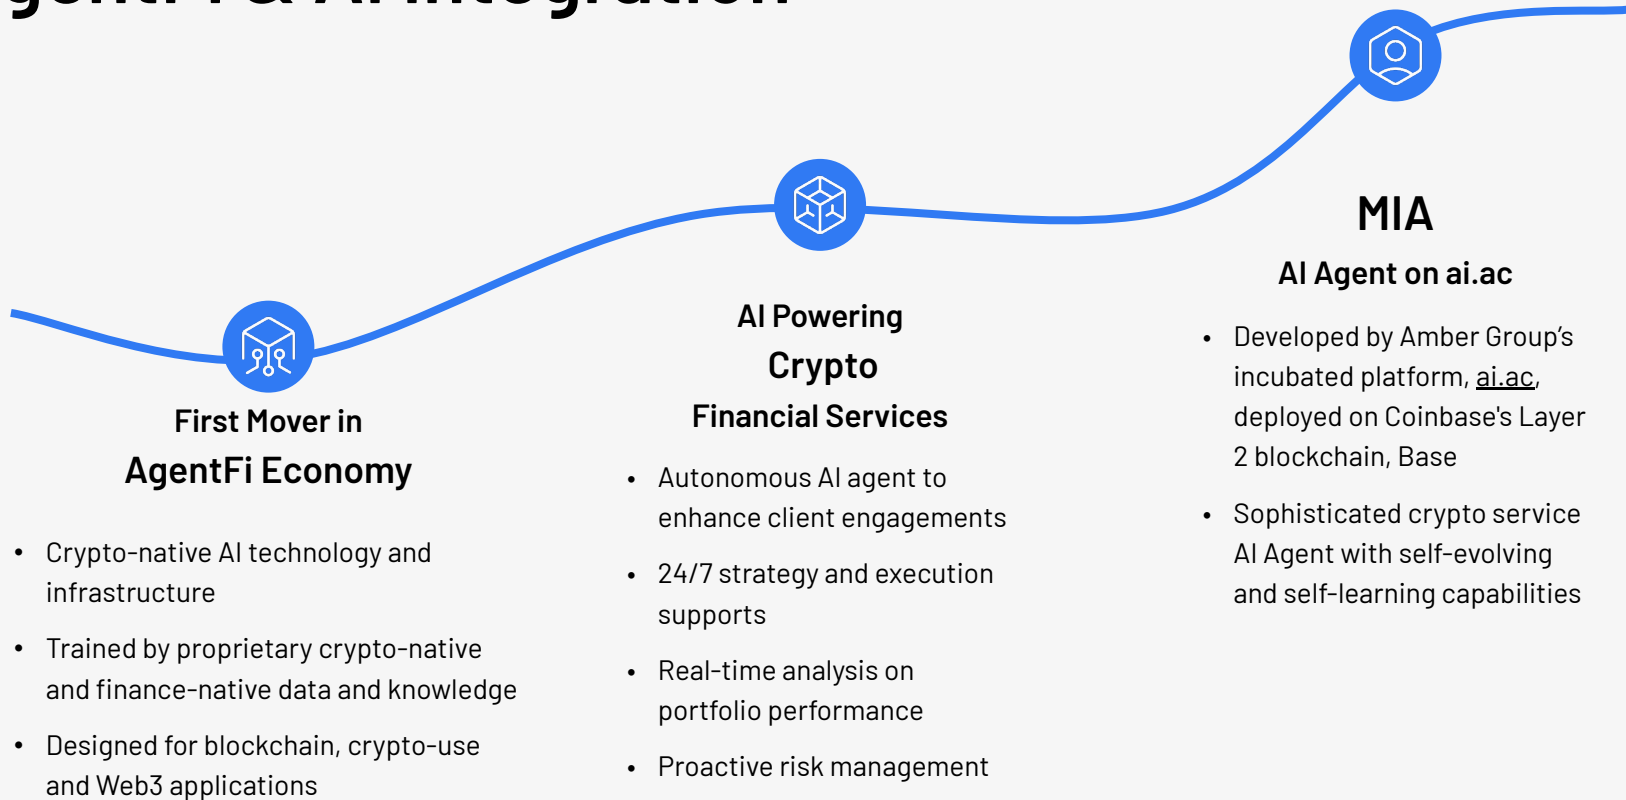 AgentFi & AI Integration
First Mover in
AgentFi Economy
• Crypto-native AI technology and
infrastructure
• Trained by proprietary crypto-native
and finance-native data and knowledge
• Designed for blockchain, crypto-use
and Web3 applications
AI Powering
Crypto
Financial Services
• Autonomous AI agent to
enhance client engagements
• 24/7 strategy and execution
supports
• Real-time analysis on
portfolio performance
• Proactive risk management
MIA
AI Agent on ai.ac
• Developed by Amber Group’s
incubated platform, ai.ac,
deployed on Coinbase's Layer
2 blockchain, Base
• Sophisticated crypto service
AI Agent with self-evolving
and self-learning capabilities